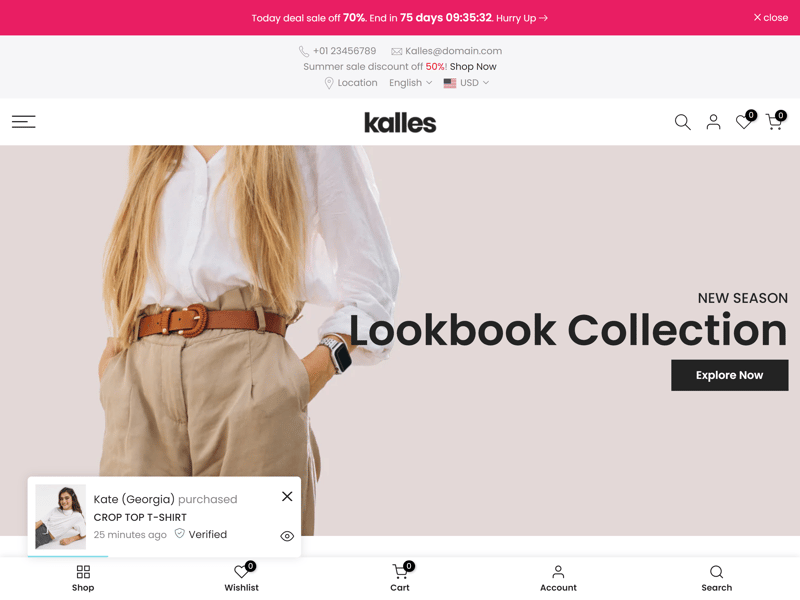 Today deal sale off 70%. End in 75 days 09:35:32. Hurry Up →
× close
+01 23456789 Kalles@domain.com
Summer sale discount off 50%! Shop Now
Location English USD
kalles
0 0
NEW SEASON
Lookbook Collection
Explore Now
Kate (Georgia) purchased
CROP TOP T-SHIRT
25 minutes ago Verified
0 0
Shop Wishlist Cart Account Search